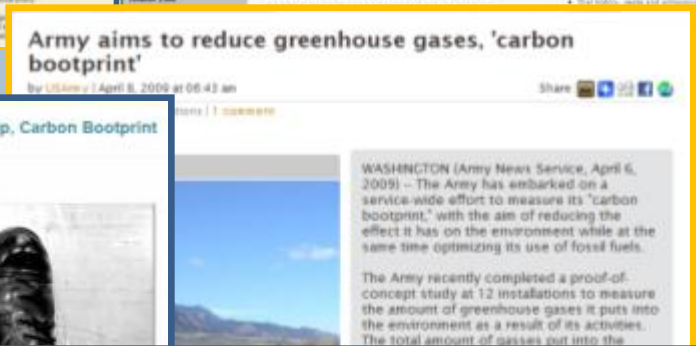 Army aims to reduce greenhouse gases, 'carbon
bootprint'
by USArmy | April 8, 2009 at 06:43 am
Share
tions | 1 comment
p, Carbon Bootprint
WASHINGTON (Army News Service, April 6,
2009) -- The Army has embarked on a
service-wide effort to measure its "carbon
bootprint," with the aim of reducing the
effect it has on the environment while at the
same time optimizing its use of fossil fuels.
The Army recently completed a proof-of-
concept study at 12 installations to measure
the amount of greenhouse gases it puts into
the environment as a result of its activities.
The total amount of gasses put into the